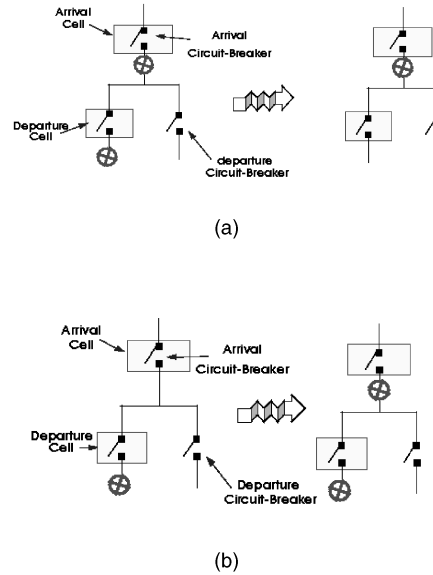 Arrival
Cell
Arrival
Circuit-Breaker
Departure
Cell
departure
Circuit-Breaker
(a)
Arrival
Cell
Arrival
Circuit-Breaker
Departure
Cell
Departure
Circuit-Breaker
(b)